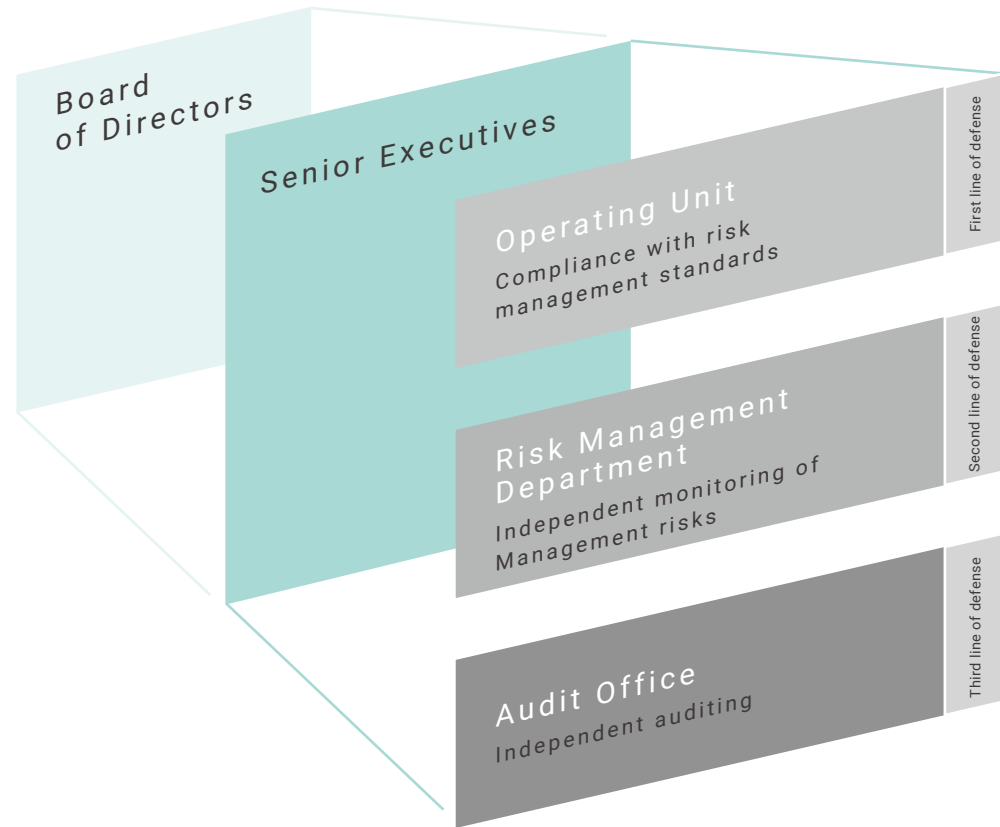 Board
of Directors
Senior Executives
Operating Unit
Compliance with risk
management standards
First line of defense
Risk Management
Department
Independent monitoring of
Management risks
Second line of defense
Audit Office
Independent auditing
Third line of defense